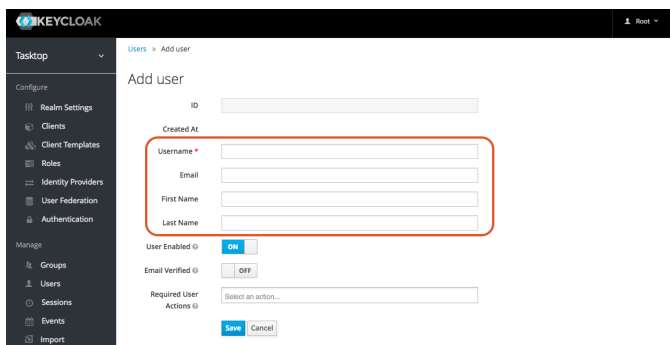 KEYCLOAK
Root
Tasktop
Users » Add user
Add user
Configure
Realm Settings
Clients
Client Templates
Roles
Identity Providers
User Federation
Authentication
Manage
Groups
Users
Sessions
Events
Import
ID
Created At
Username *
Email
First Name
Last Name
User Enabled
ON
Email Verified
OFF
Required User
Actions
Select an action...
Save Cancel